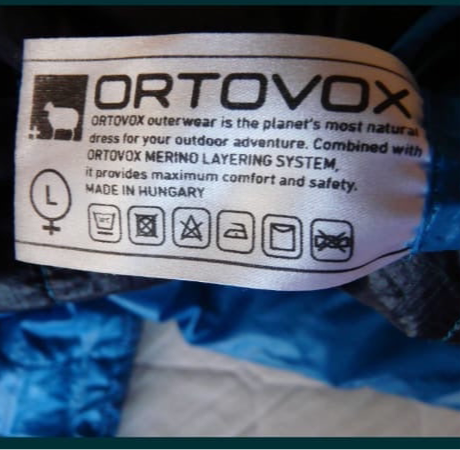 ORTOVOX
ORTOVOX outerwear is the planet's most natural
dress for your outdoor adventure. Combined with
ORTOVOX MERINO LAYERING SYSTEM,
it provides maximum comfort and safety.
MADE IN HUNGARY
L